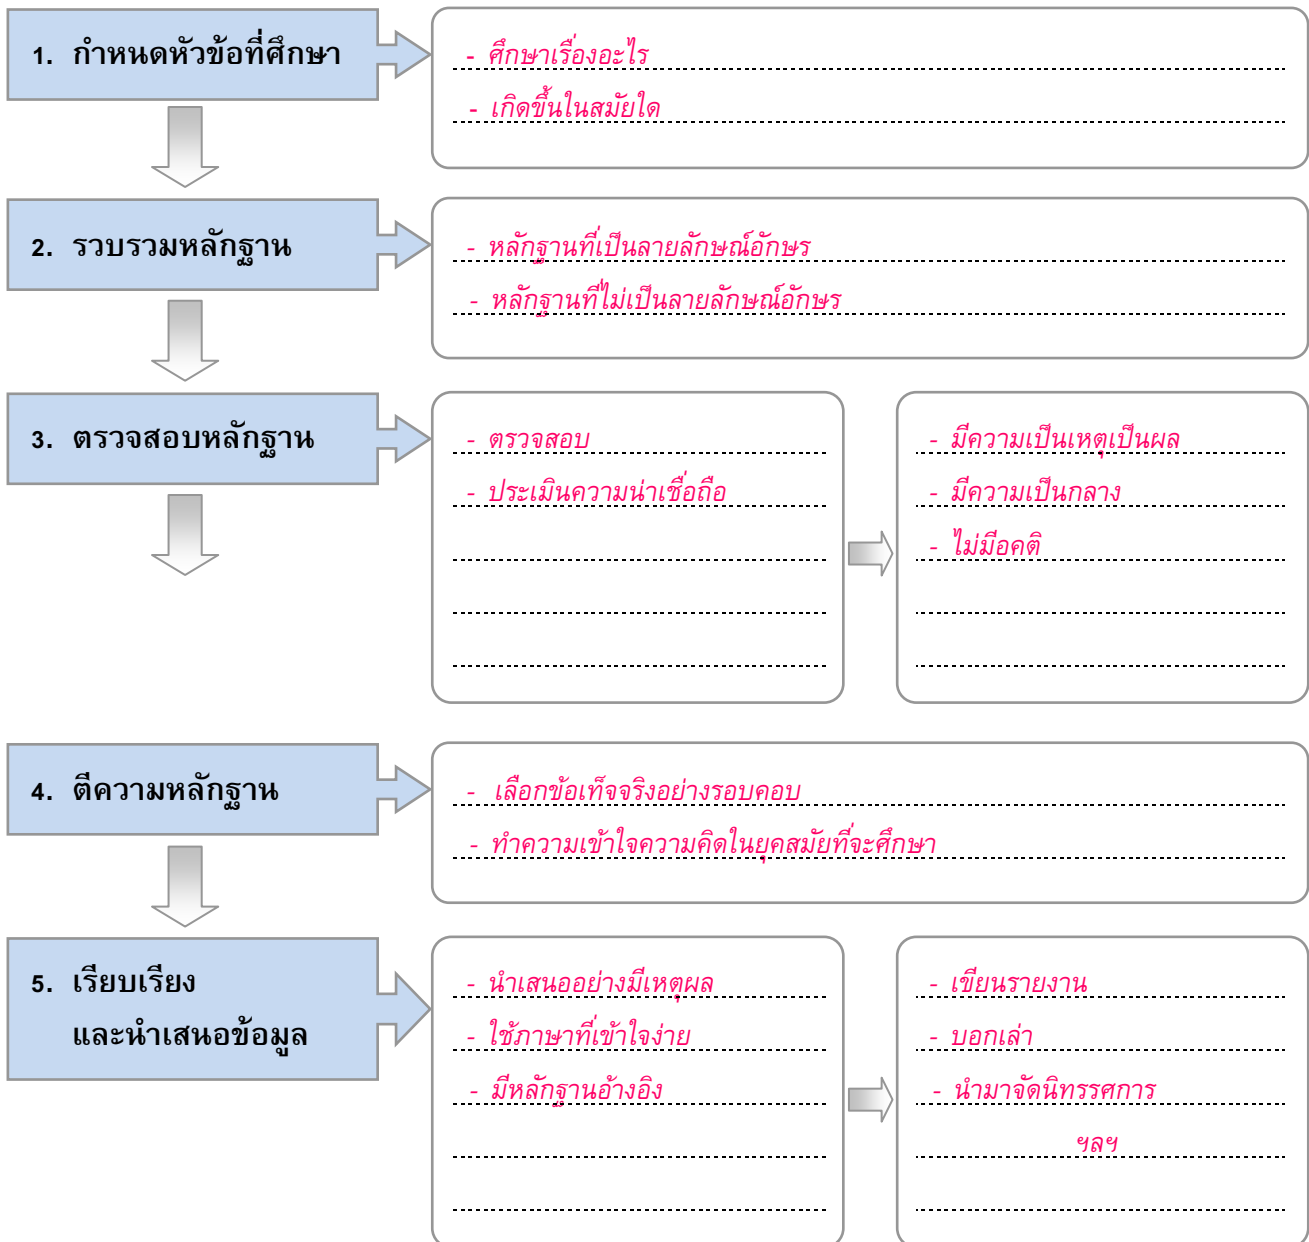 1. กำหนดหัวข้อที่ศึกษา
- ศึกษาเรื่องอะไร
- เกิดขึ้นในสมัยใด
2. รวบรวมหลักฐาน
- หลักฐานที่เป็นลายลักษณ์อักษร
- หลักฐานที่ไม่เป็นลายลักษณ์อักษร
3. ตรวจสอบหลักฐาน
- ตรวจสอบ
- ประเมินความน่าเชื่อถือ
- มีความเป็นเหตุเป็นผล
- มีความเป็นกลาง
- ไม่มีอคติ
4. ตีความหลักฐาน
- เลือกข้อเท็จจริงอย่างรอบคอบ
- ทำความเข้าใจความคิดในยุคสมัยที่จะศึกษา
5. เรียบเรียง
และนำเสนอข้อมูล
- นำเสนออย่างมีเหตุผล
- ใช้ภาษาที่เข้าใจง่าย
- มีหลักฐานอ้างอิง
- เขียนรายงาน
- บอกเล่า
- นำมาจัดนิทรรศการ
ฯลฯ